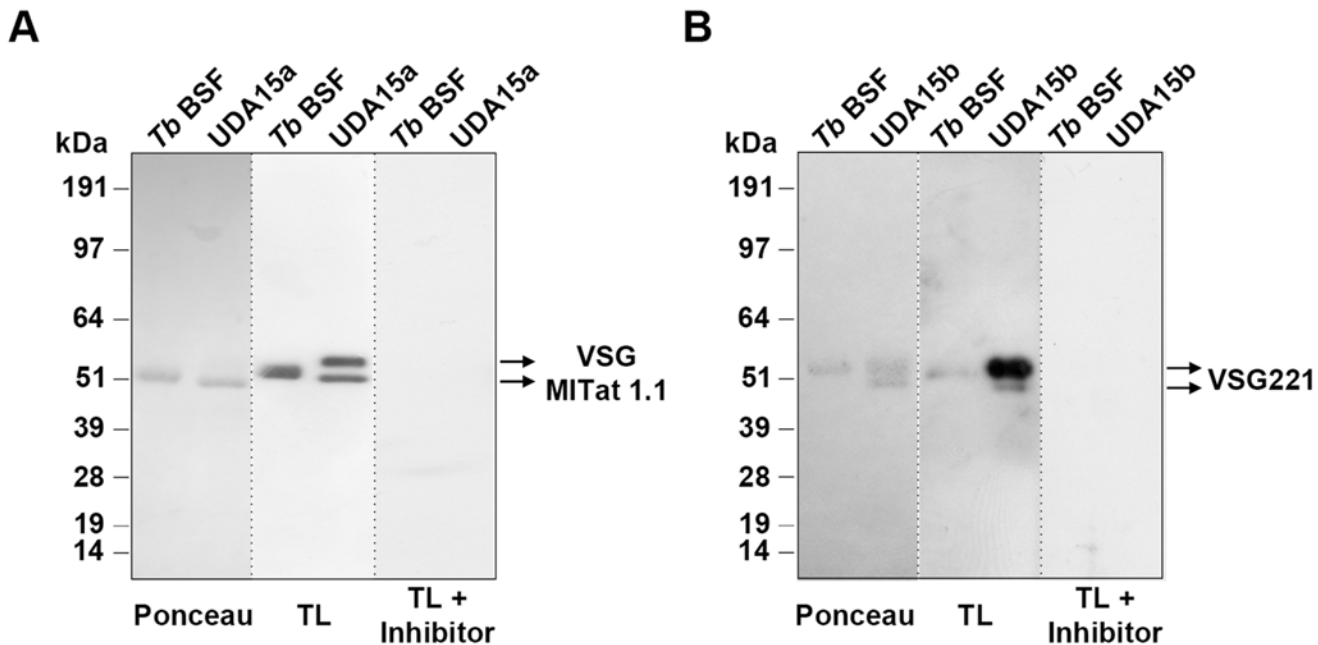 A
Tb BSF
UDA15a
Tb BSF
UDA15a
Tb BSF
UDA15a
kDa
191
97
64
51
39
28
19
14
VSG
MITat 1.1
Ponceau
TL
TL +
Inhibitor
B
Tb BSF
UDA15b
Tb BSF
UDA15b
Tb BSF
UDA15b
kDa
191
97
64
51
39
28
19
14
VSG221
Ponceau
TL
TL +
Inhibitor